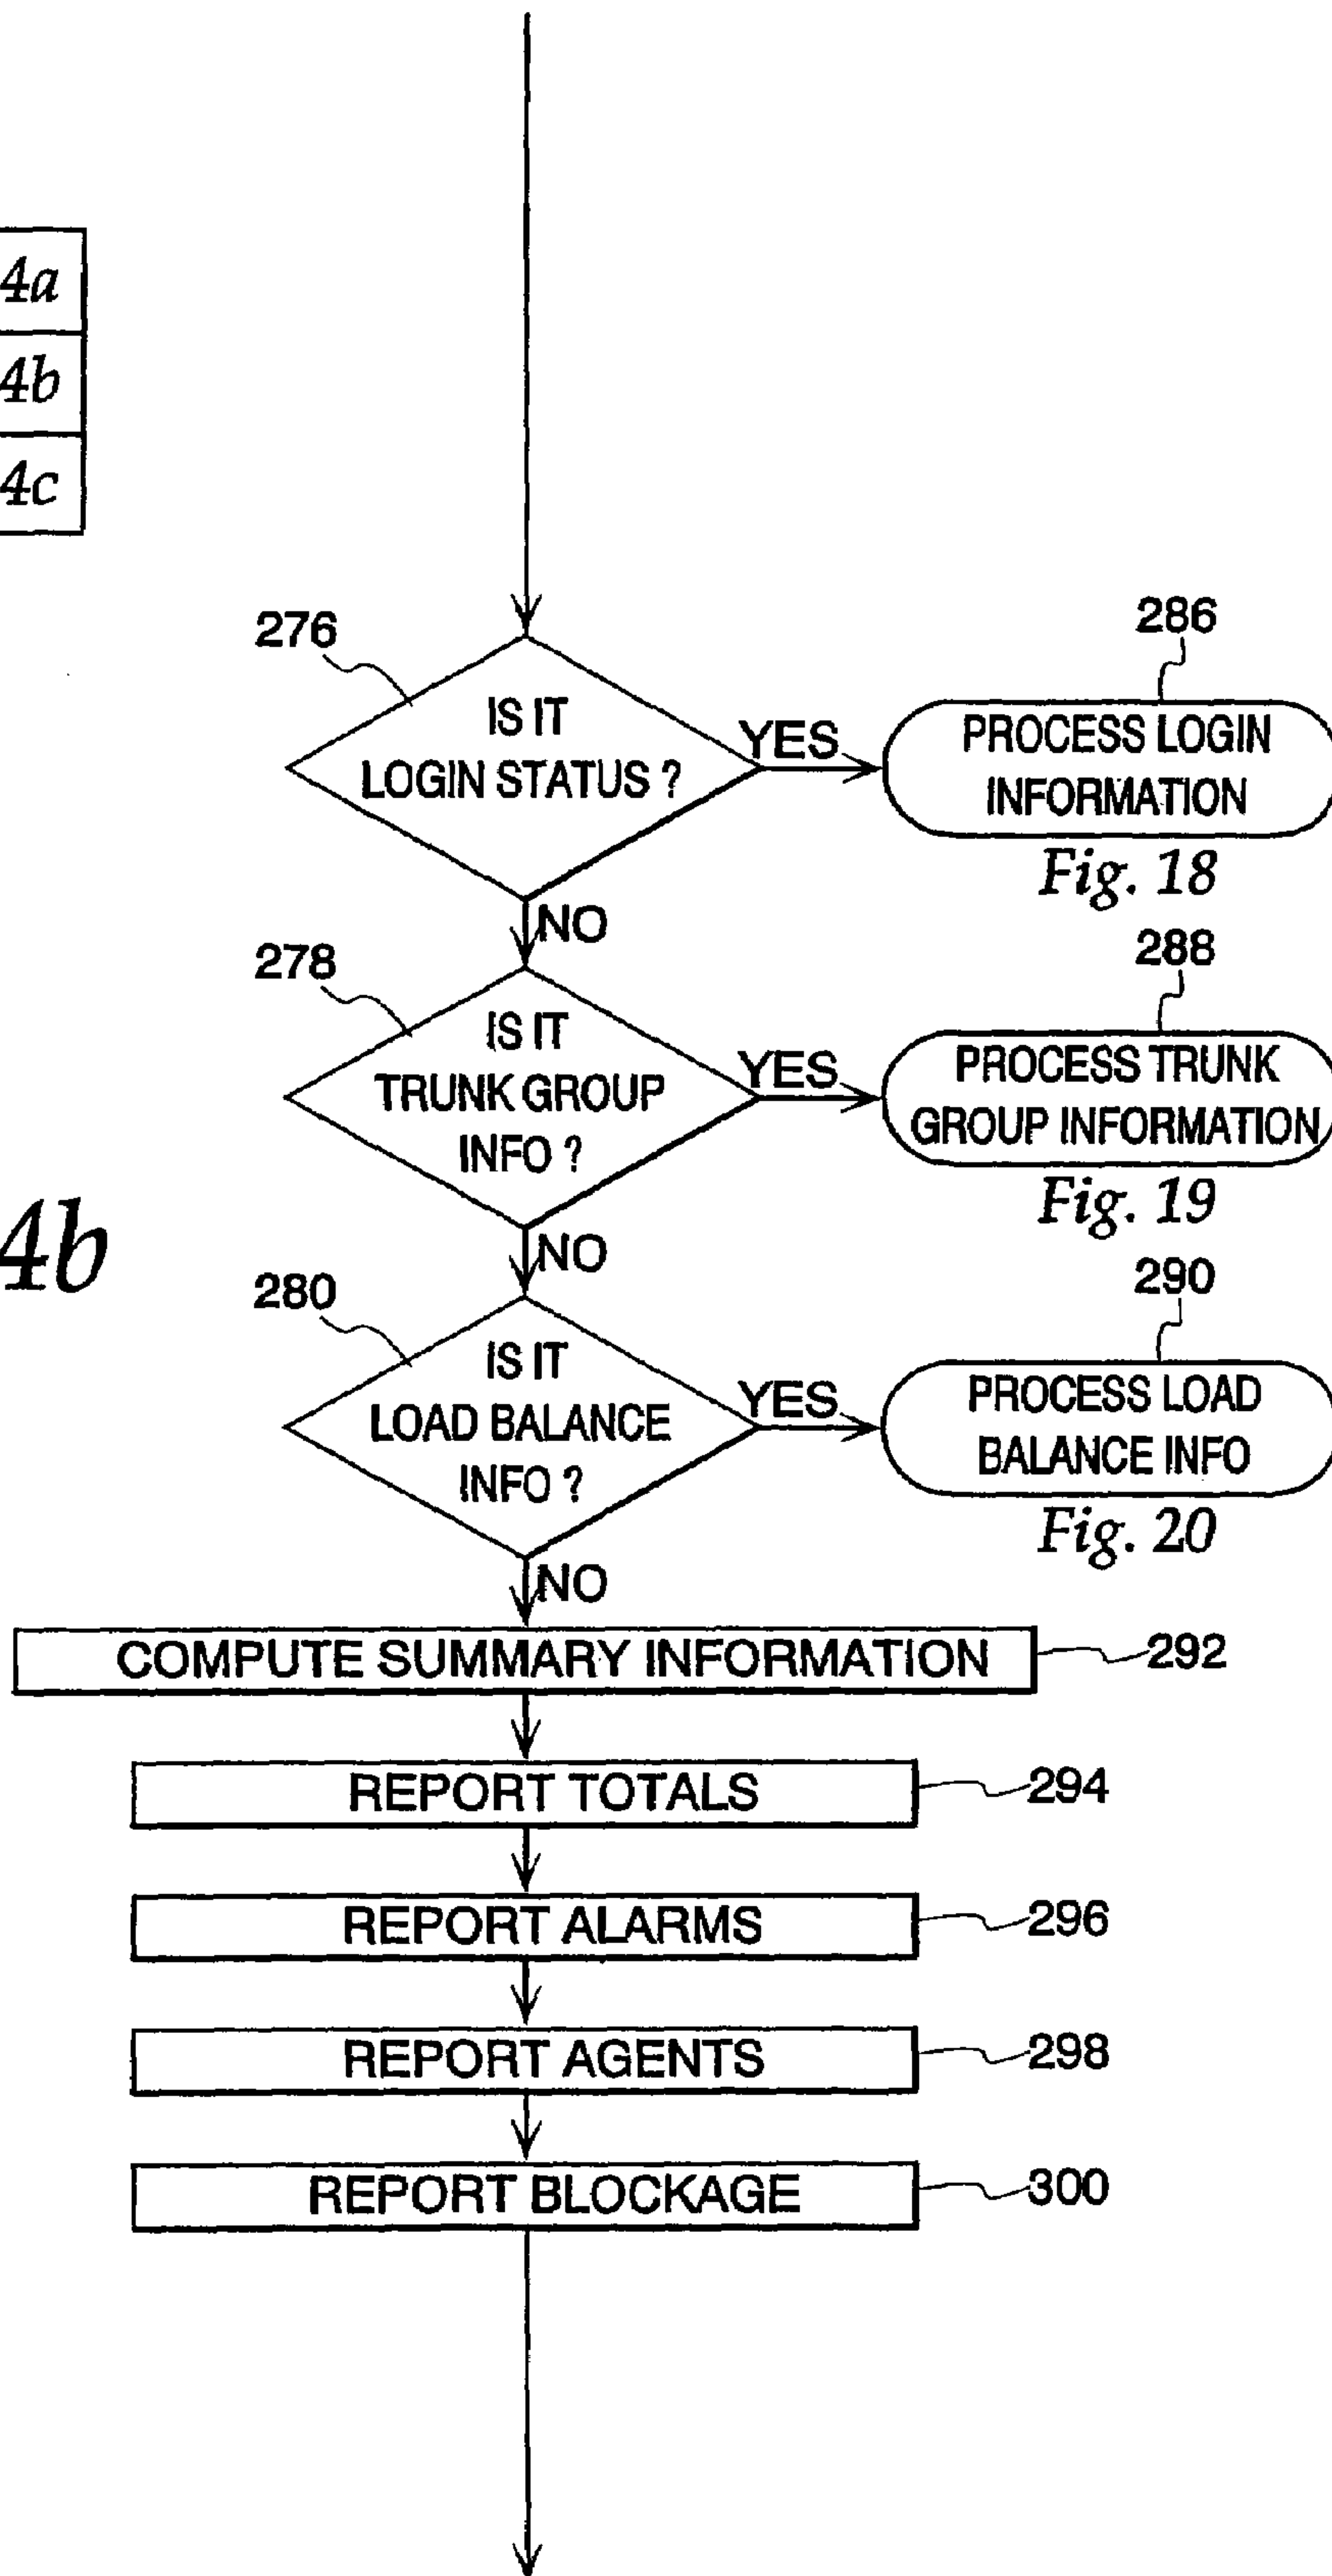 4a
4b
4c
276
IS IT
LOGIN STATUS ?
YES
286
PROCESS LOGIN
INFORMATION
Fig. 18
NO
278
IS IT
TRUNK GROUP
INFO ?
YES
288
PROCESS TRUNK
GROUP INFORMATION
Fig. 19
NO
4b
280
IS IT
LOAD BALANCE
INFO ?
YES
290
PROCESS LOAD
BALANCE INFO
Fig. 20
NO
COMPUTE SUMMARY INFORMATION
292
REPORT TOTALS
294
REPORT ALARMS
296
REPORT AGENTS
298
REPORT BLOCKAGE
300